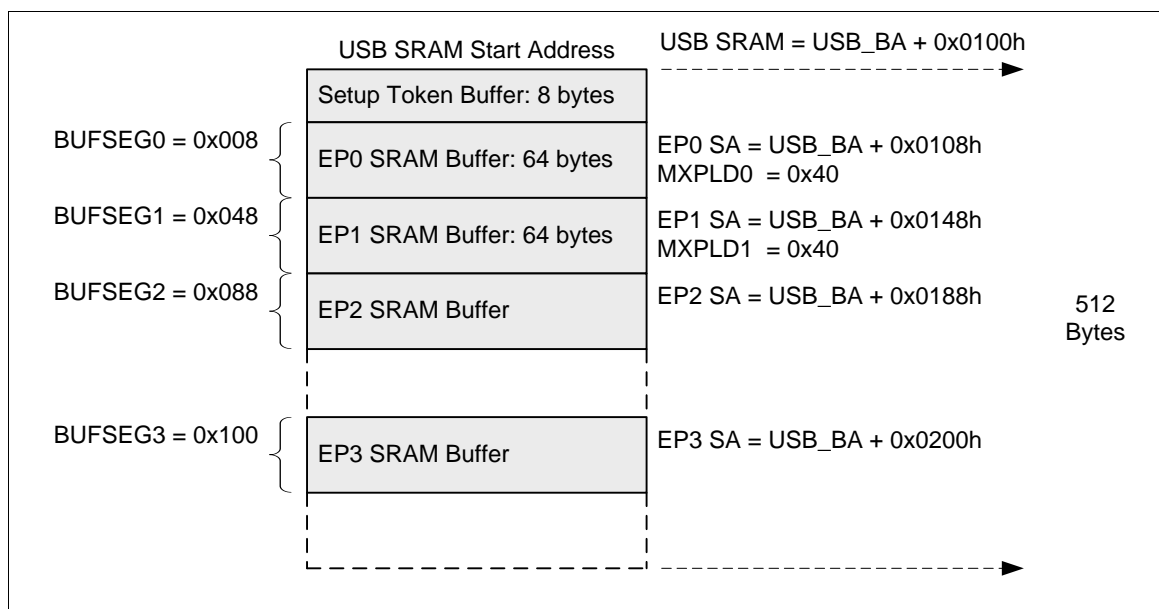 USB SRAM Start Address
USB SRAM = USB_BA + 0x0100h
Setup Token Buffer: 8 bytes
BUFSEG0 = 0x008
EP0 SRAM Buffer: 64 bytes
EP0 SA = USB_BA + 0x0108h
MXPLD0 = 0x40
BUFSEG1 = 0x048
EP1 SRAM Buffer: 64 bytes
EP1 SA = USB_BA + 0x0148h
MXPLD1 = 0x40
BUFSEG2 = 0x088
EP2 SRAM Buffer
EP2 SA = USB_BA + 0x0188h
512
Bytes
BUFSEG3 = 0x100
EP3 SRAM Buffer
EP3 SA = USB_BA + 0x0200h